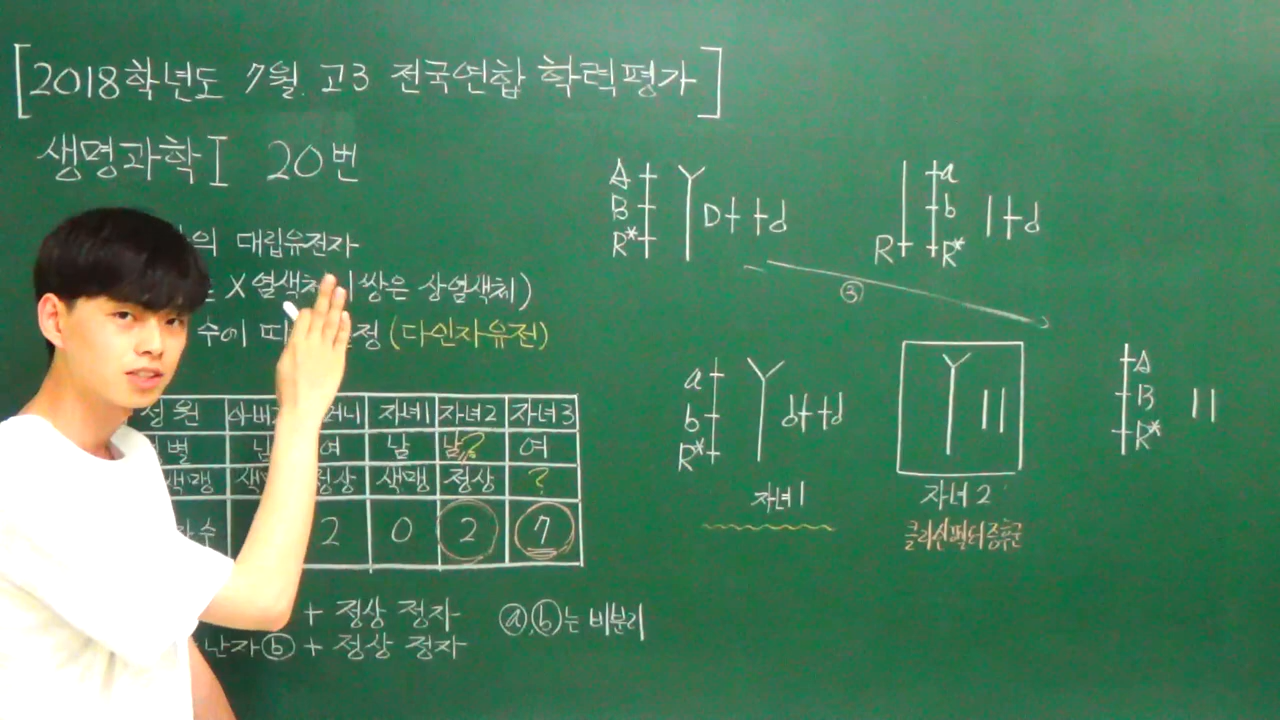 [2018학년도 7월 고3 전국연합 학력평가]
생명과학 I 20번
의 대립유전자
X 염색체 쌍은 상염색체)
수에 따 정 (다인자유전)
성원 아버지 어머니 자녀1 자녀2 자녀3
별 남 여 남 남? 여
색맹 색맹 정상 색맹 정상 ?
수 2 0 2 7
+ 정상 정자
난자 ⓑ + 정상 정자
ⓐ, ⓑ는 비분리
A B R* D d
R a b R* d
③
a b R* d d
자녀1
자녀2
클라인펠터 증후군
A B R*